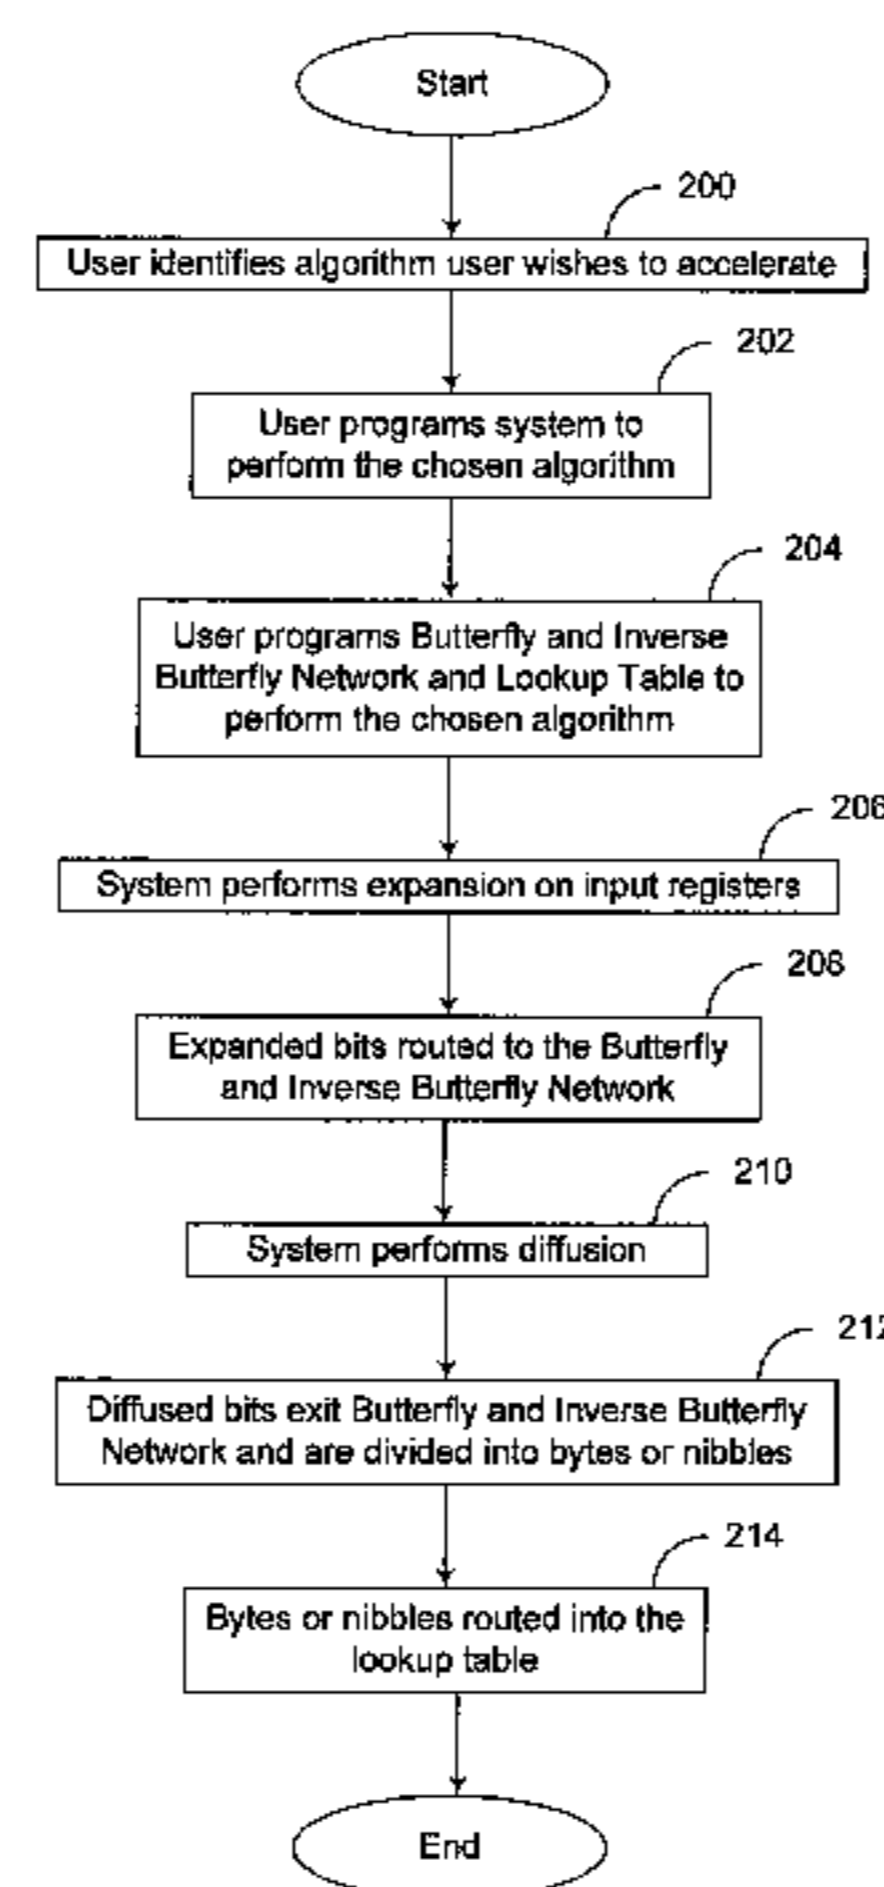 Start
200
User identifies algorithm user wishes to accelerate
202
User programs system to
perform the chosen algorithm
204
User programs Butterfly and Inverse
Butterfly Network and Lookup Table to
perform the chosen algorithm
206
System performs expansion on input registers
208
Expanded bits routed to the Butterfly
and Inverse Butterfly Network
210
System performs diffusion
212
Diffused bits exit Butterfly and Inverse Butterfly
Network and are divided into bytes or nibbles
214
Bytes or nibbles routed into the
lookup table
End